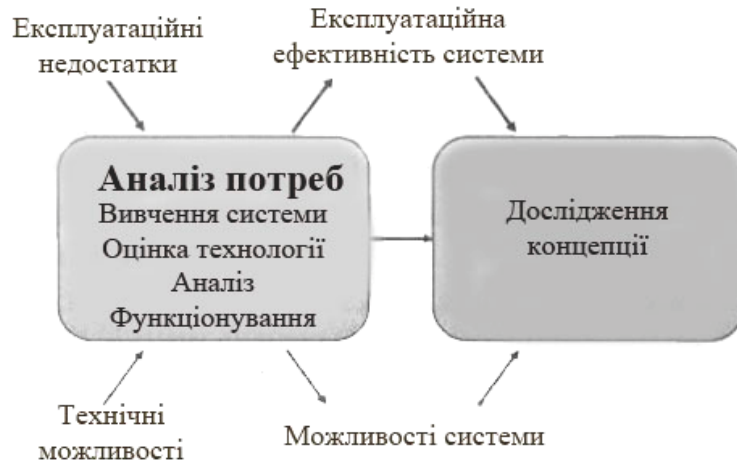 Експлуатаційні
недостатки
Експлуатаційна
ефективність системи
Аналіз потреб
Вивчення системи
Оцінка технології
Аналіз
Функціонування
Дослідження
концепції
Технічні
можливості
Можливості системи